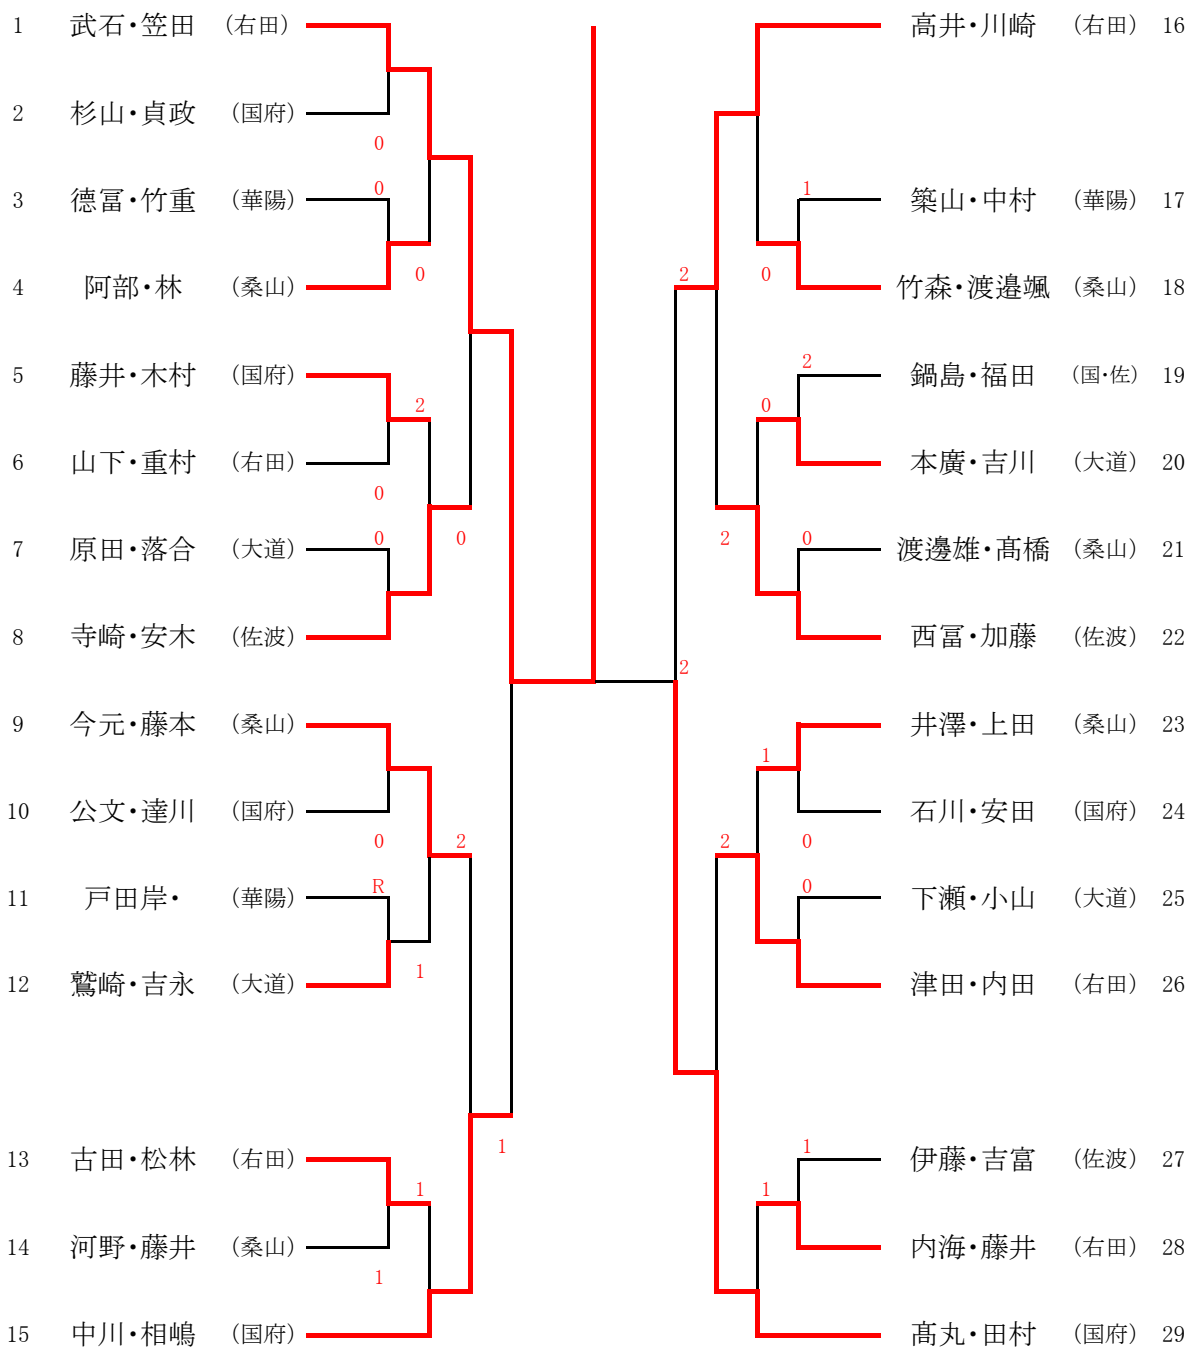 1 武石・笠田 （右田）
2 杉山・貞政 （国府）
0
0
3 德冨・竹重 （華陽）
0
4 阿部・林 （桑山）
5 藤井・木村 （国府）
2
6 山下・重村 （右田）
0
0
7 原田・落合 （大道）
0
8 寺崎・安木 （佐波）
9 今元・藤本 （桑山）
10 公文・達川 （国府）
0
2
R
11 戸田岸・ （華陽）
1
12 鷲崎・吉永 （大道）
1
13 古田・松林 （右田）
1
14 河野・藤井 （桑山）
1
15 中川・相嶋 （国府）
高井・川崎 （右田） 16
1
築山・中村 （華陽） 17
2
0
竹森・渡邉颯 （桑山） 18
2
鍋島・福田 （国・佐） 19
0
本廣・吉川 （大道） 20
2
0
渡邊雄・髙橋 （桑山） 21
西冨・加藤 （佐波） 22
2
井澤・上田 （桑山） 23
1
石川・安田 （国府） 24
2
0
0
下瀬・小山 （大道） 25
津田・内田 （右田） 26
1
伊藤・吉富 （佐波） 27
1
内海・藤井 （右田） 28
髙丸・田村 （国府） 29